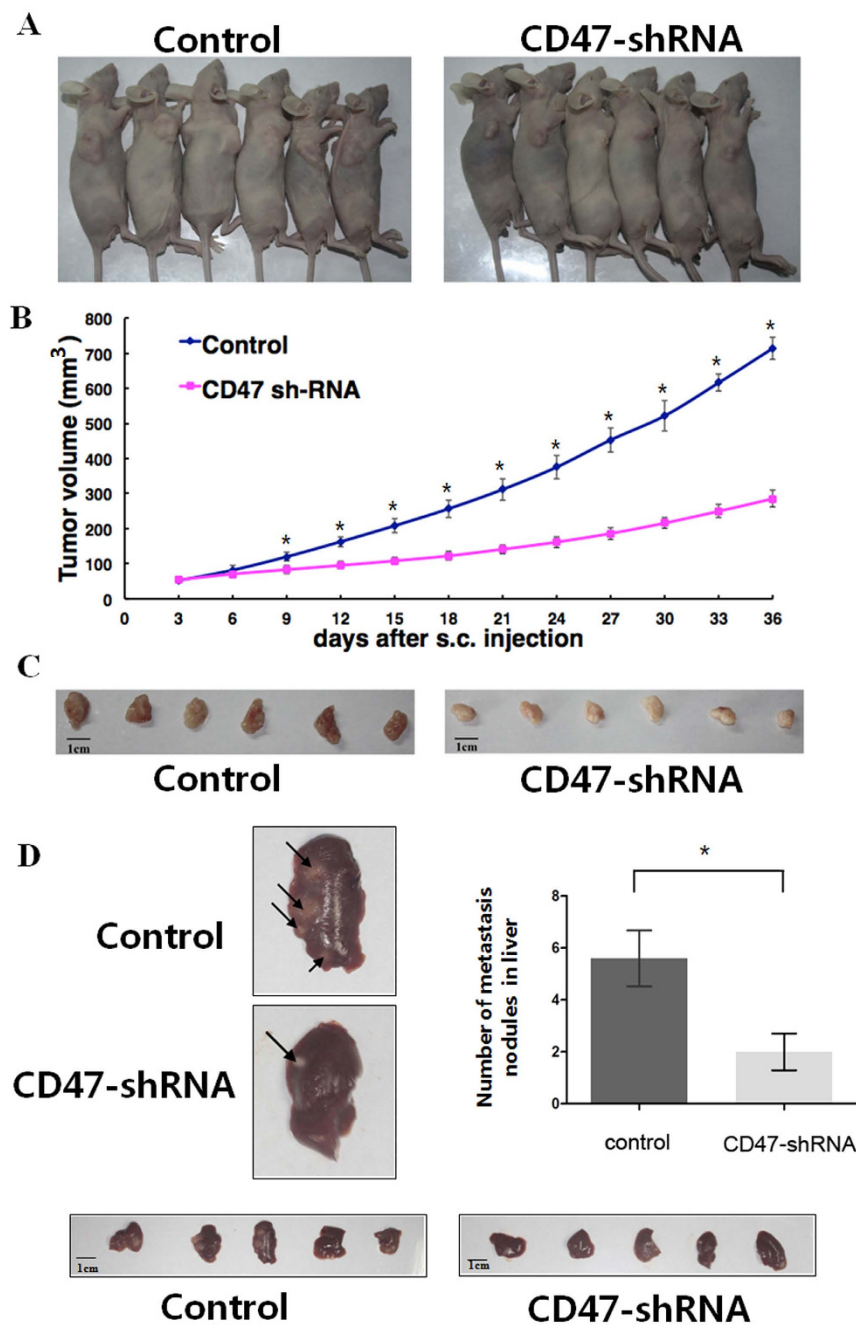 A
Control
CD47-shRNA
B
Tumor volume (mm³)
800
700
600
500
400
300
200
100
0
Control
CD47 sh-RNA
* * * * * * * * * *
0 3 6 9 12 15 18 21 24 27 30 33 36
days after s.c. injection
C
1cm
1cm
Control
CD47-shRNA
D
Control
CD47-shRNA
*
Number of metastasis
nodules in liver
8
6
4
2
0
control
CD47-shRNA
1cm
1cm
Control
CD47-shRNA